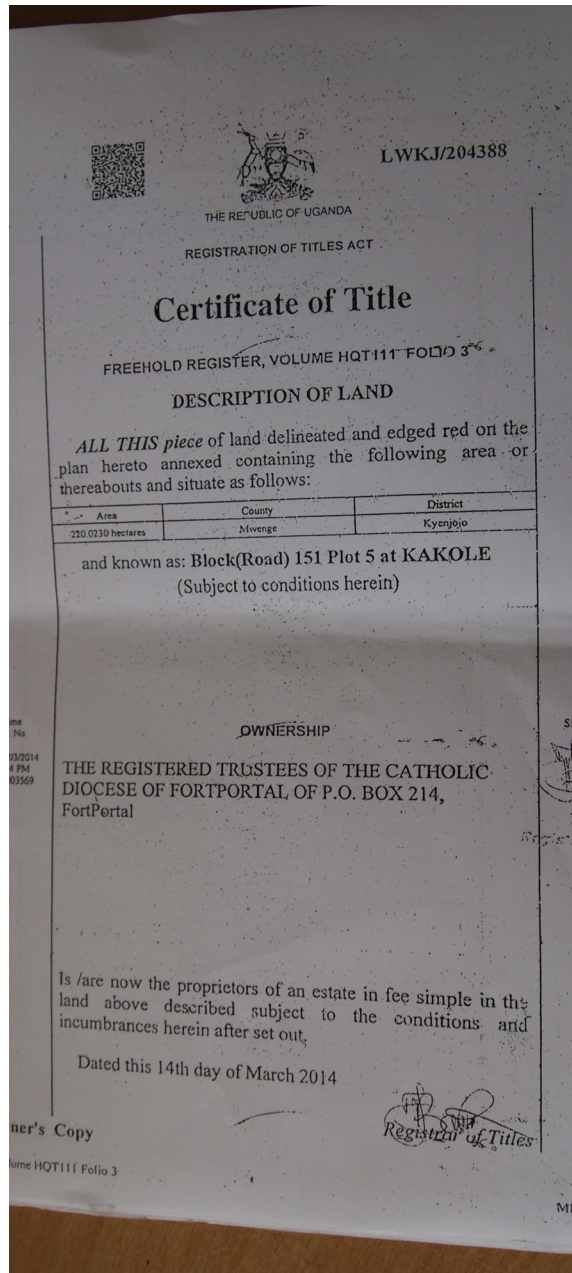 LWKJ/204388
THE REPUBLIC OF UGANDA
REGISTRATION OF TITLES ACT
Certificate of Title
FREEHOLD REGISTER, VOLUME HQT111 FOLIO 3
DESCRIPTION OF LAND
ALL THIS piece of land delineated and edged red on the
plan hereto annexed containing the following area or
thereabouts and situate as follows:
Area County District
220.0230 hectares Mwenge Kyenjojo
and known as: Block(Road) 151 Plot 5 at KAKOLE
(Subject to conditions herein)
OWNERSHIP
No.
03/2014
PM
03569
THE REGISTERED TRUSTEES OF THE CATHOLIC
DIOCESE OF FORTPORTAL OF P.O. BOX 214,
FortPortal
Is /are now the proprietors of an estate in fee simple in the
land above described subject to the conditions and
incumbrances herein after set out.
Dated this 14th day of March 2014
Registrar of Titles
ner's Copy
lume HQT111 Folio 3